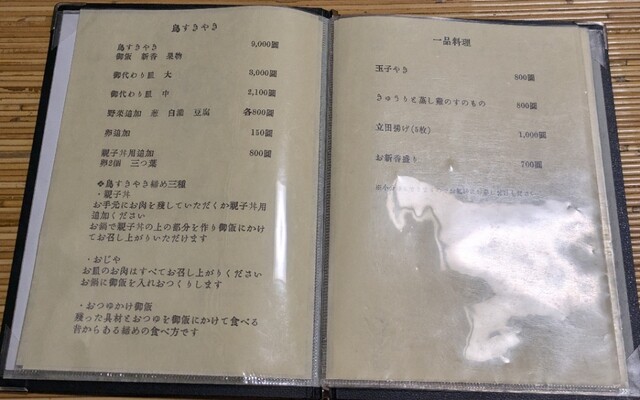 鳥すきやき
鳥すきやき 9,000圓
御飯 新香 果物
御代わり皿 大 3,000圓
御代わり皿 中 2,100圓
野菜追加 葱 白滝 豆腐 各800圓
卵追加 150圓
親子丼用追加 800圓
卵2個 三つ葉
❖鳥すきやき締め三種
・親子丼
お手元にお肉を残していただくか親子丼用
追加ください
お鍋で親子丼の上の部分を作り御飯にかけ
てお召し上がりいただけます
・おじや
お皿のお肉はすべてお召し上がりください
お鍋に御飯を入れおつくりします
・おつゆかけ御飯
残った具材とおつゆを御飯にかけて食べる
昔からある締めの食べ方です
一品料理
玉子やき 800圓
きゅうりと蒸し鶏のすのもの 800圓
立田揚げ(5枚) 1,000圓
お新香盛り 700圓